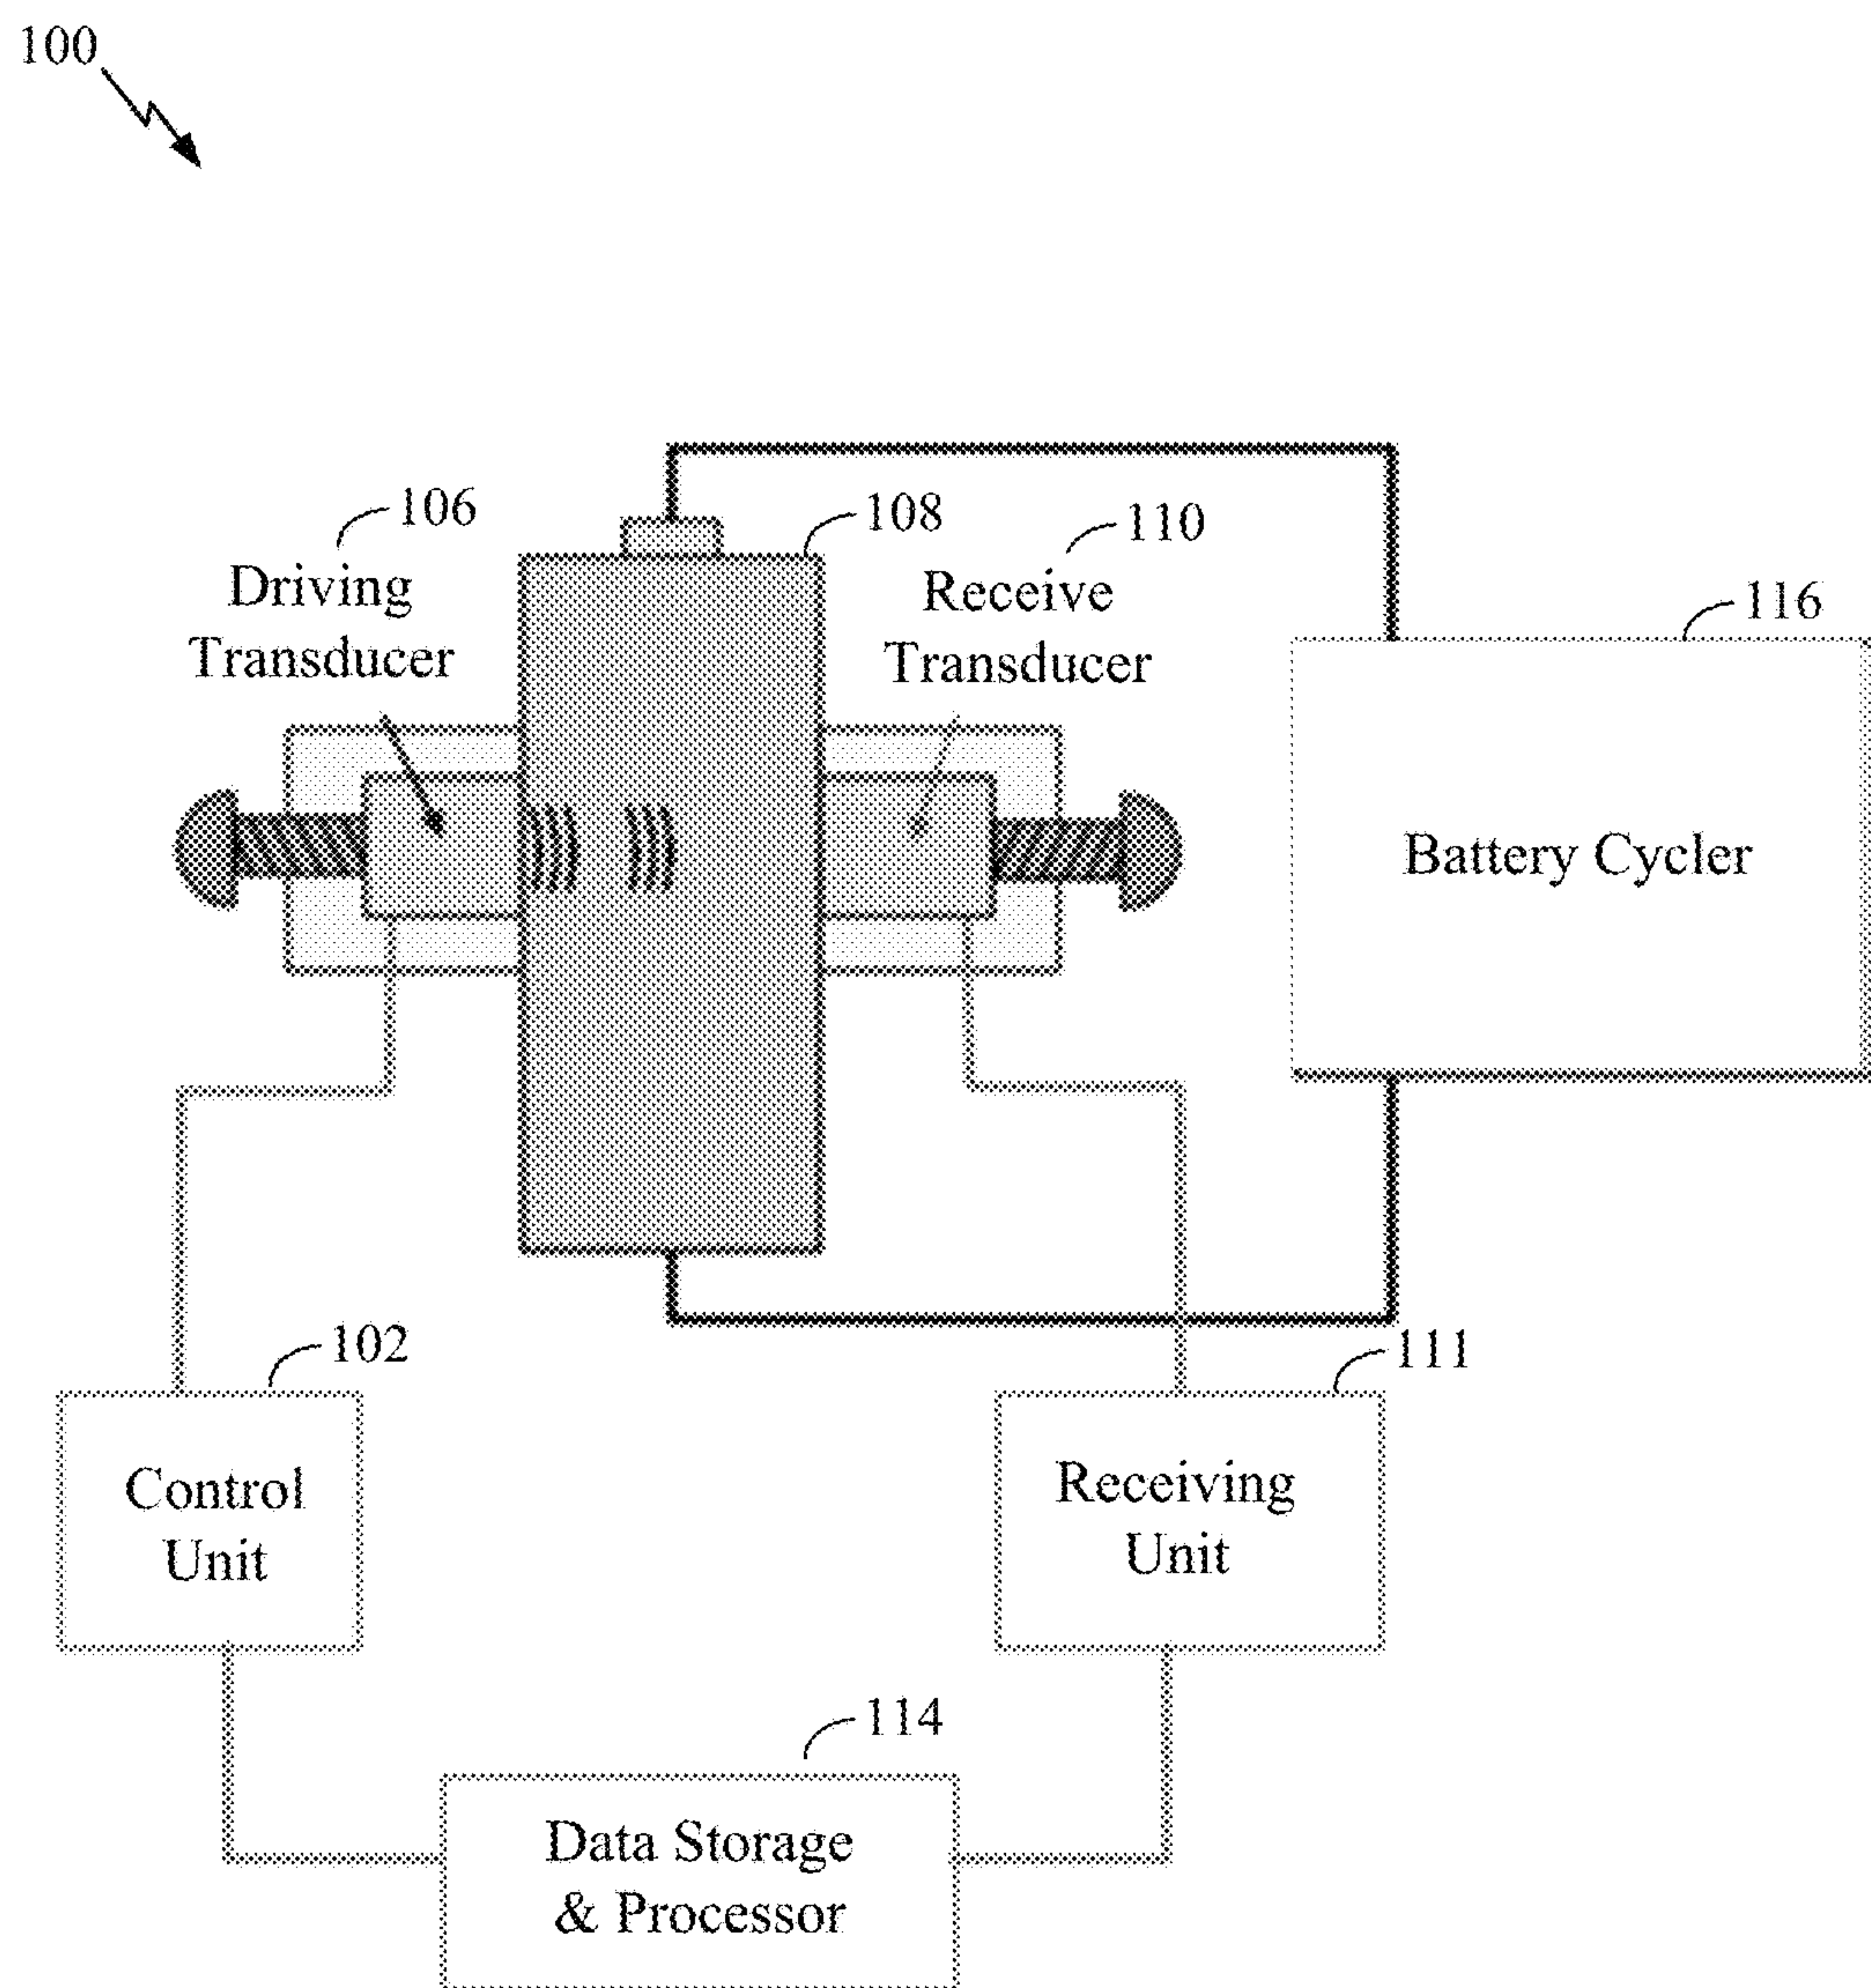 100
106
108
110
Driving
Transducer
Receive
Transducer
116
Battery Cycler
102
111
Control
Unit
Receiving
Unit
114
Data Storage
& Processor